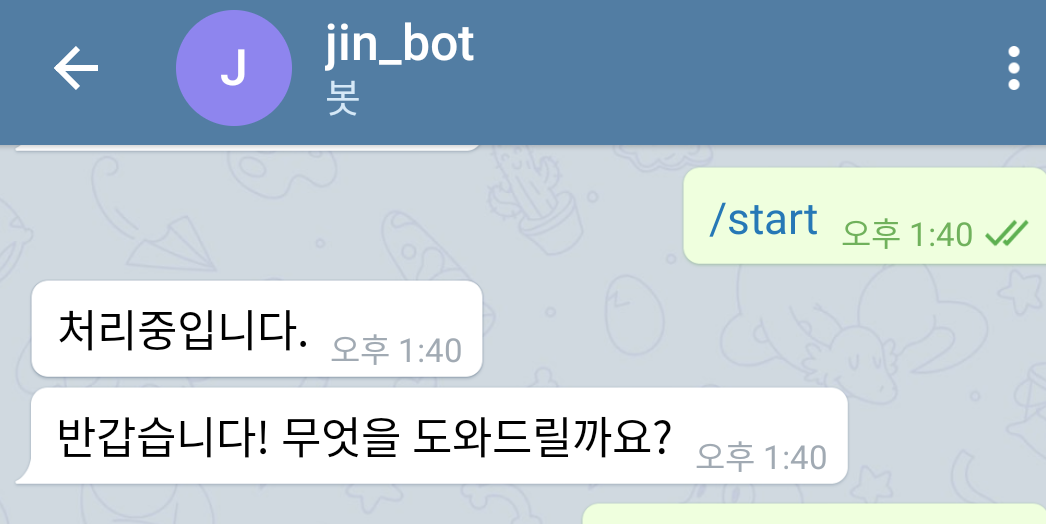 J
jin_bot
봇
/start 오후 1:40
처리중입니다. 오후 1:40
반갑습니다! 무엇을 도와드릴까요? 오후 1:40